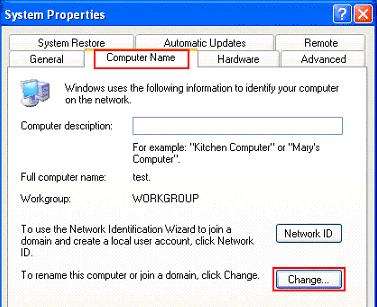 System Properties
System Restore
Automatic Updates
Remote
General
Computer Name
Hardware
Advanced
Windows uses the following information to identify your computer
on the network.
Computer description:
For example: "Kitchen Computer" or "Mary's
Computer".
Full computer name:
test.
Workgroup:
WORKGROUP
To use the Network Identification Wizard to join a
domain and create a local user account, click Network
ID.
Network ID
To rename this computer or join a domain, click Change.
Change...